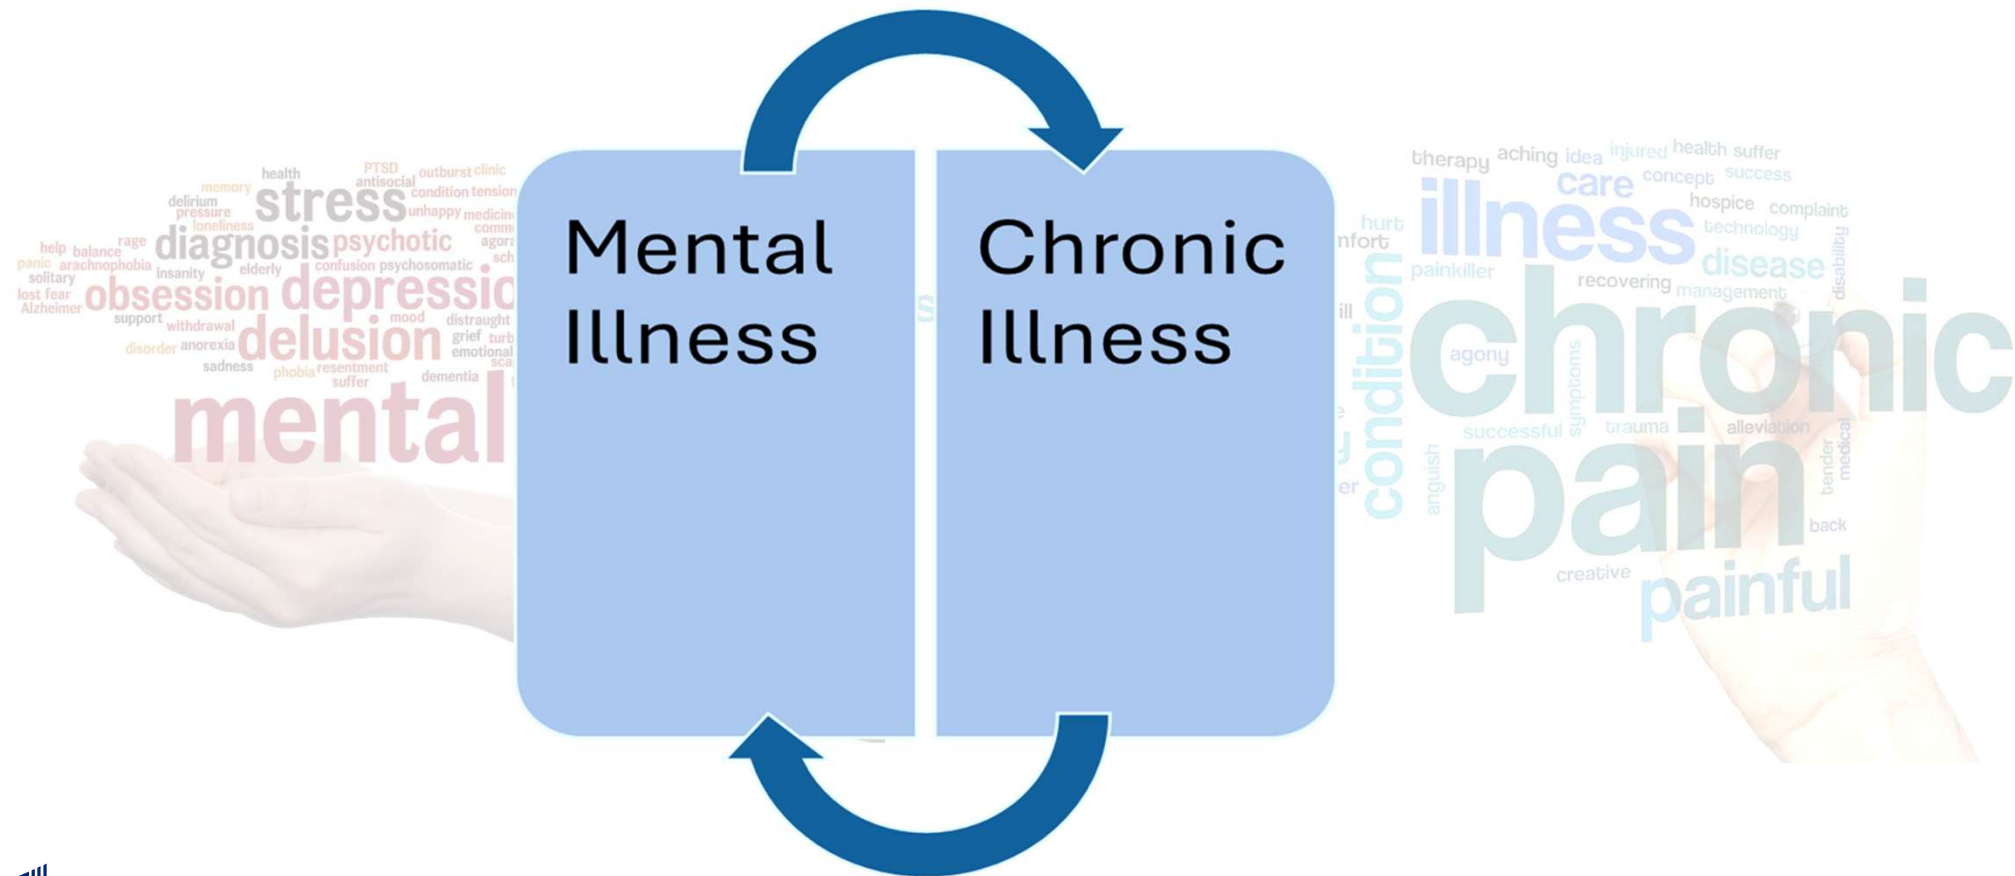 Mental
Illness
Chronic
Illness
health
PTSD
outburst clinic
antisocial
memory
stress
condition tension
delirium
pressure
unhappy
loneliness
diagnosis
psychotic
help balance
rage
panic arachnophobia
insanity
elderly
confusion psychosomatic
solitary
obsession
lost fear
Alzheimer
support
withdrawal
mood
distraught
delusion
grief
disorder
anorexia
emotional
sadness
phobia
resentment
suffer
dementia
mental
therapy
aching
idea
injured
health suffer
illness
care
concept
success
hospice
complaint
hurt
technology
disability
painkiller
disease
recovering
management
condition
ill
chronic
agony
symptoms
successful
trauma
alleviation
anguish
pain
tender
medical
back
creative
painful